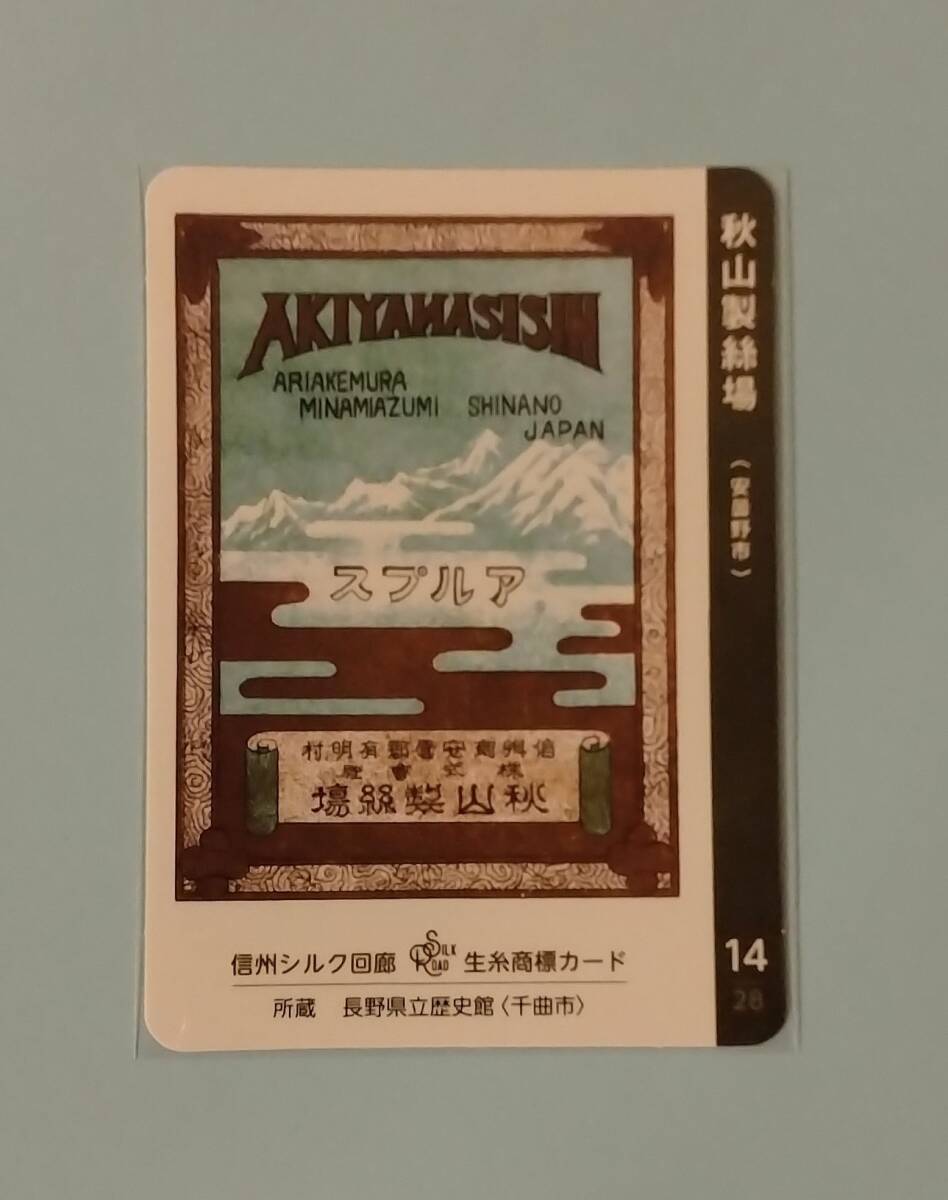 AKIYAMASISIH
ARIAKEMURA
MINAMIAZUMI SHINANO
JAPAN
アルプス
信州南安曇郡有明村
株式會社
秋山製絲場
信州シルク回廊 SILK ROAD 生糸商標カード
所蔵 長野県立歴史館〈千曲市〉
秋山製絲場
(安曇野市)
14
28